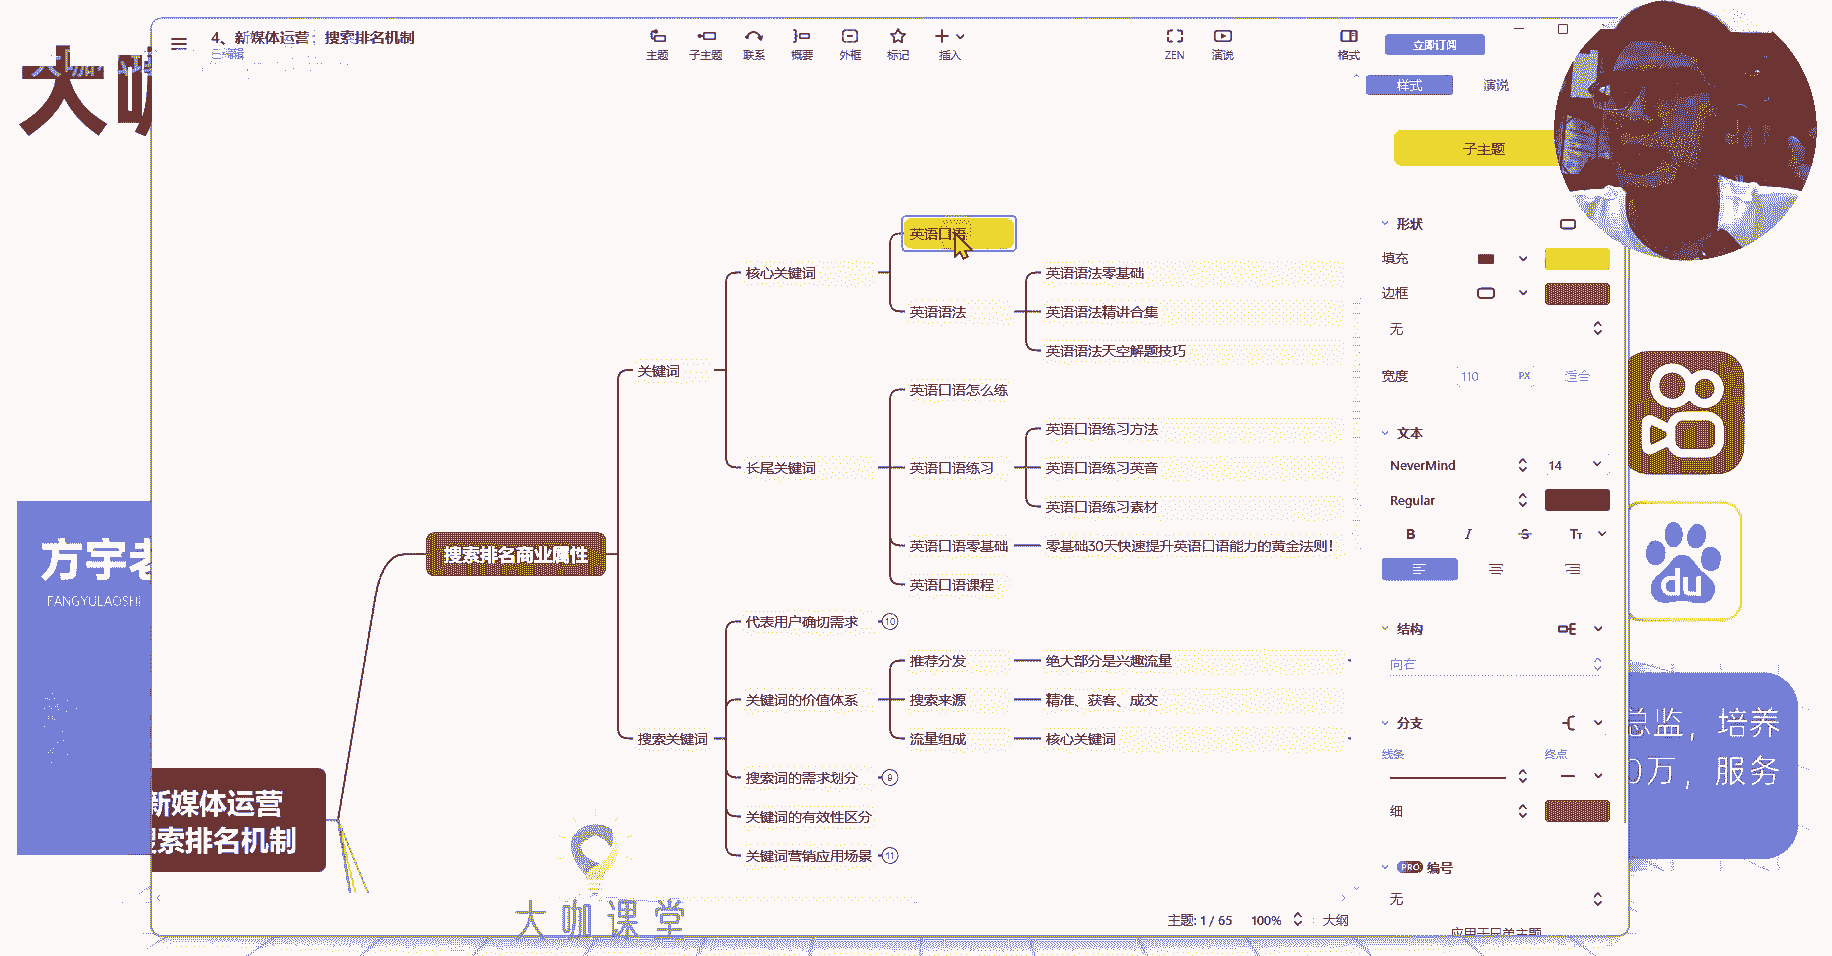 大咖
4、新媒体运营：搜索排名机制
已编辑
主题
子主题
联系
概要
外框
标记
插入
ZEN
演说
格式
立即订阅
样式
演说
子主题
形状
填充
边框
无
宽度
110
PX
适合
文本
NeverMind
14
Regular
B
I
S
TT
结构
向右
分支
线条
终点
细
PRO 编号
无
应用于同单主题
英语口语
核心关键词
英语语法零基础
英语语法
英语语法精讲合集
英语语法天空解题技巧
关键词
英语口语怎么练
英语口语练习方法
长尾关键词
英语口语练习
英语口语练习英音
英语口语练习素材
英语口语零基础
零基础30天快速提升英语口语能力的黄金法则！
英语口语课程
搜索排名商业属性
代表用户确切需求
10
推荐分发
绝大部分是兴趣流量
关键词的价值体系
搜索来源
精准、获客、成交
搜索关键词
流量组成
核心关键词
搜索词的需求划分
9
关键词的有效性区分
关键词营销应用场景
11
新媒体运营
搜索排名机制
方宇老
FANGYULAOSHI
大咖课堂
主题: 1 / 65
100%
大纲
du
总监，培养
0万，服务